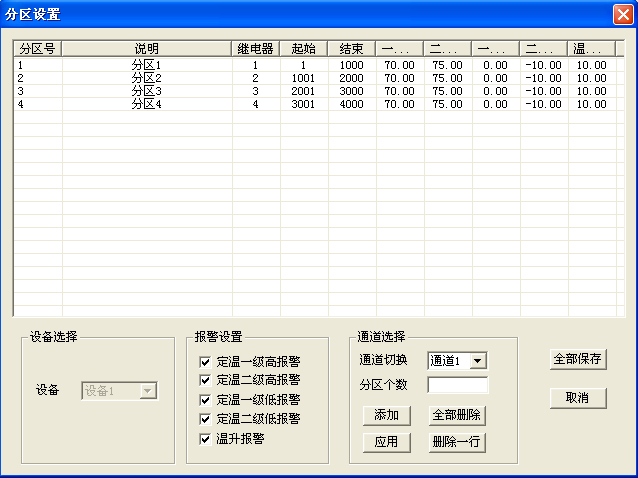 分区设置
分区号 说明 继电器 起始 结束 一... 二... 一... 二... 温...
1 分区1 1 1 1000 70.00 75.00 0.00 -10.00 10.00
2 分区2 2 1001 2000 70.00 75.00 0.00 -10.00 10.00
3 分区3 3 2001 3000 70.00 75.00 0.00 -10.00 10.00
4 分区4 4 3001 4000 70.00 75.00 0.00 -10.00 10.00
设备选择
设备 设备1
报警设置
定温一级高报警
定温二级高报警
定温一级低报警
定温二级低报警
温升报警
通道选择
通道切换 通道1
分区个数
添加 全部删除
应用 删除一行
全部保存
取消